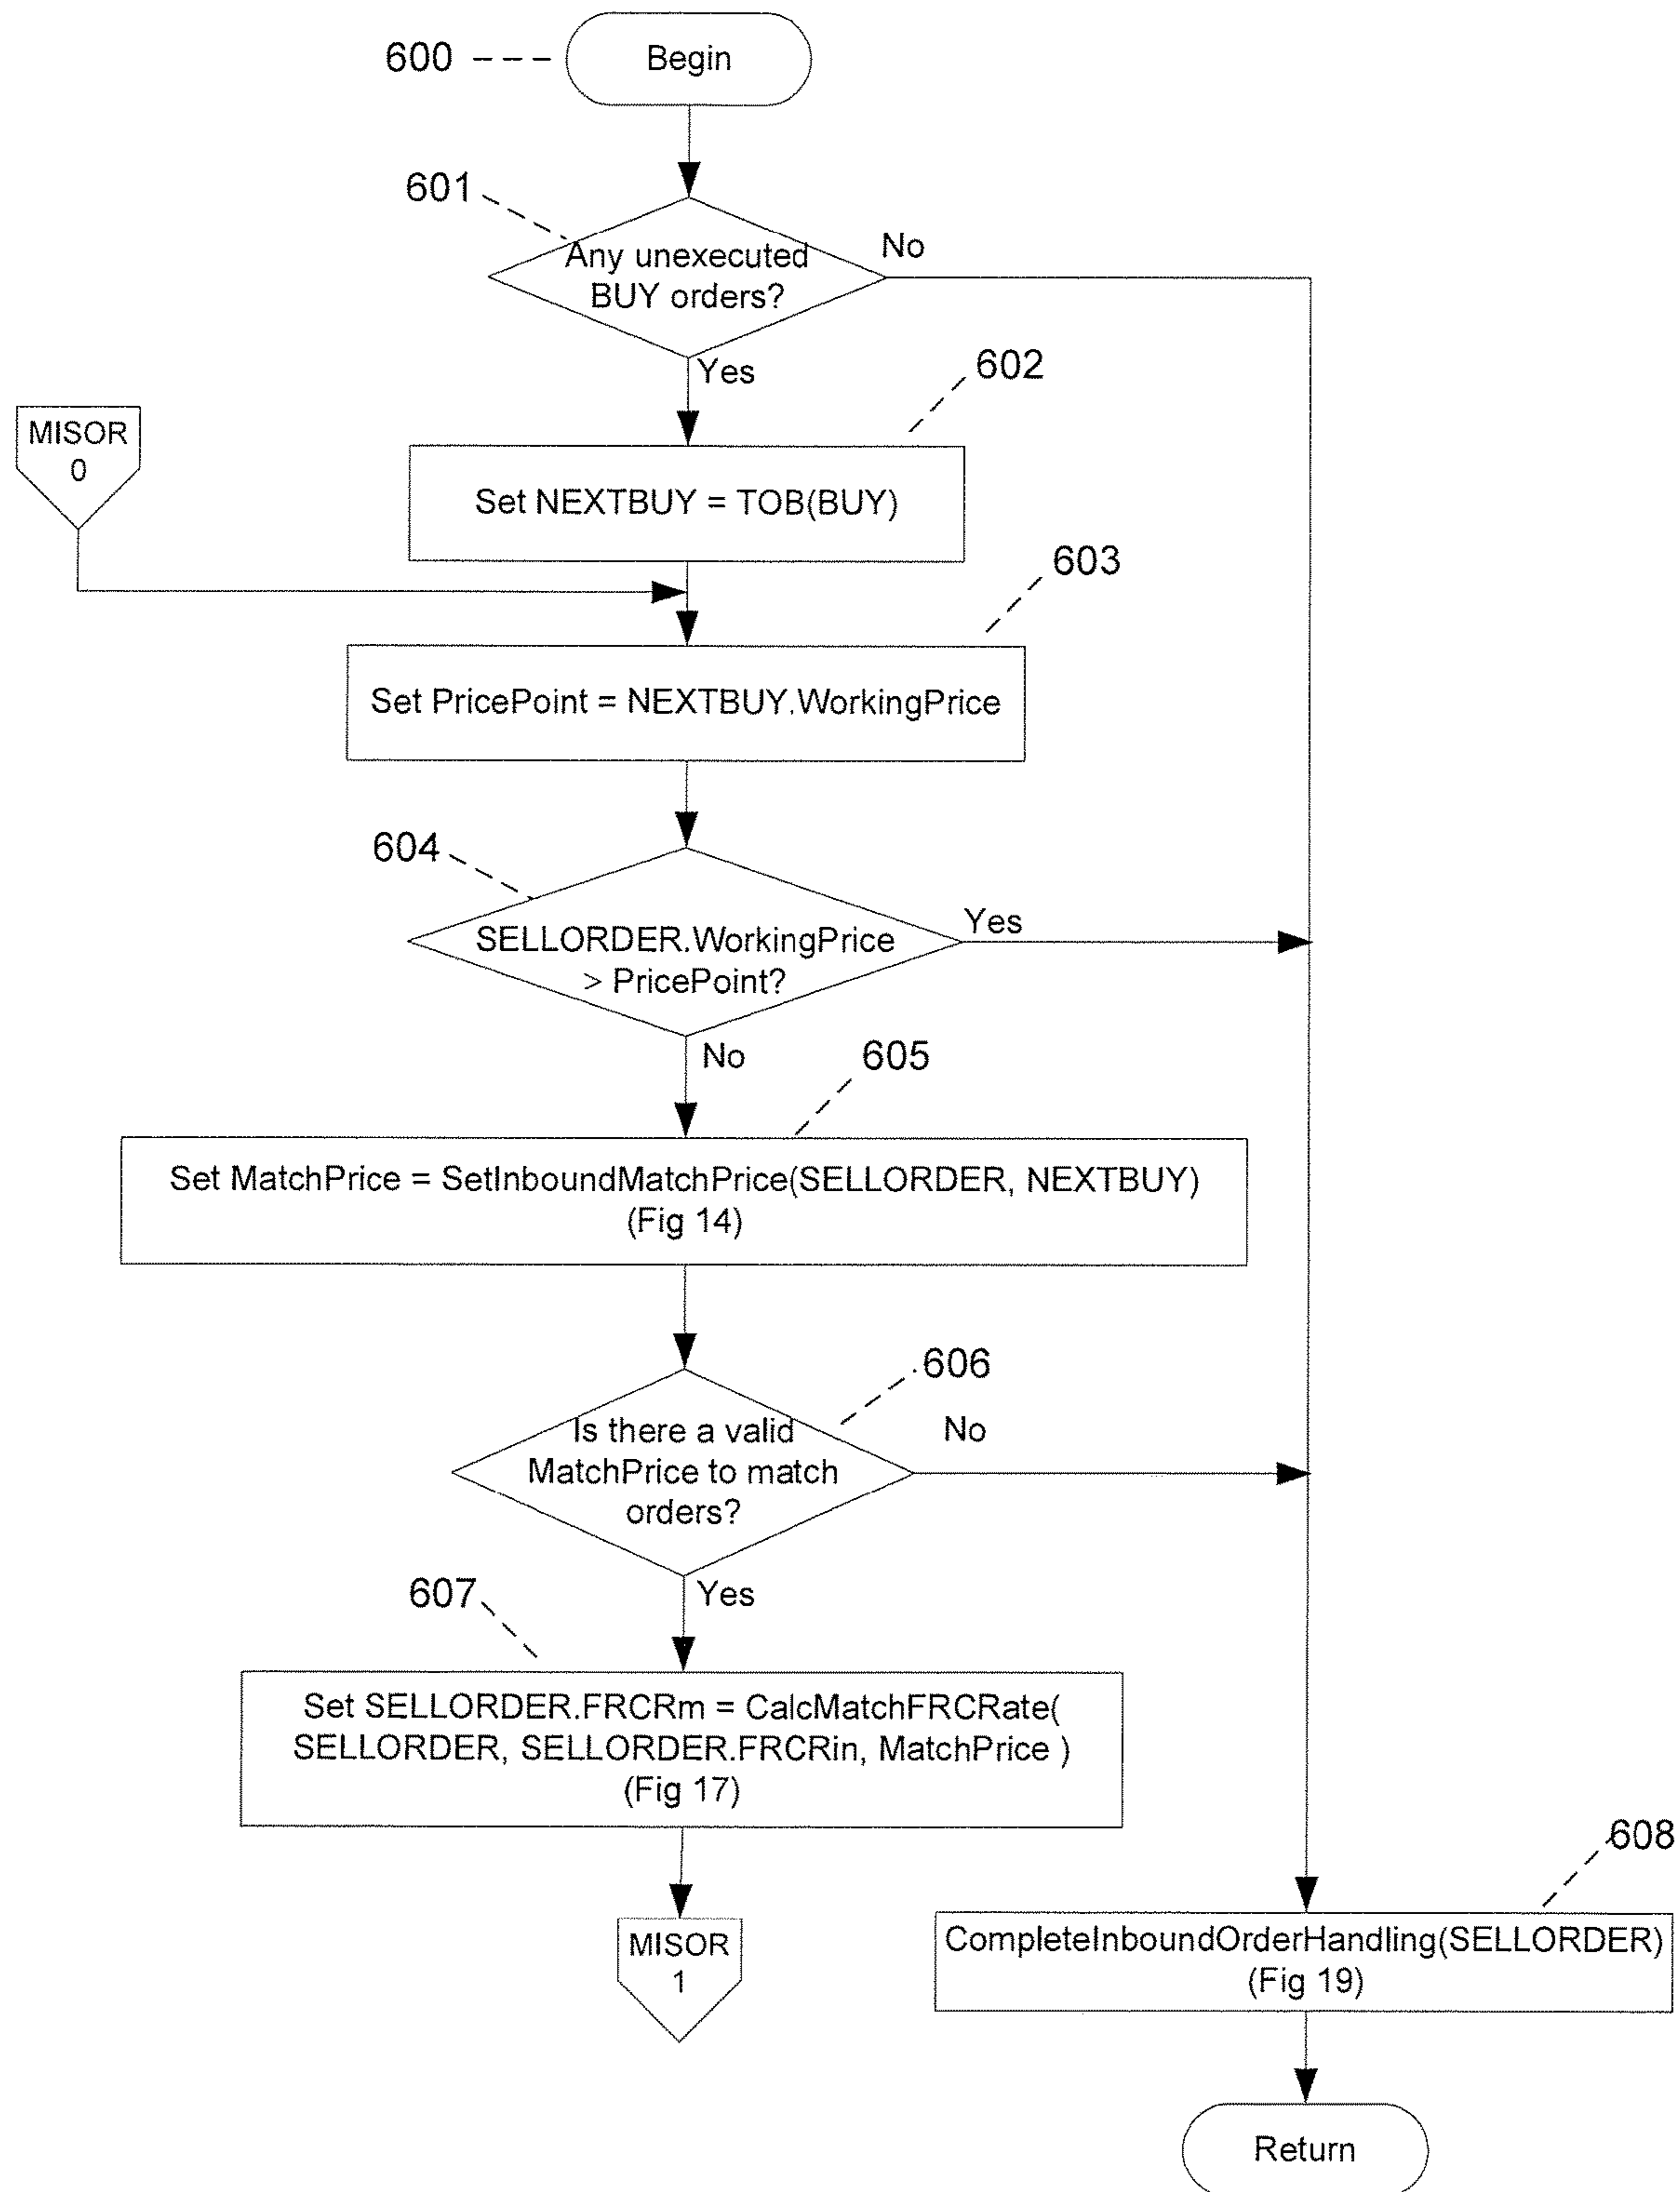 600
Begin
601
Any unexecuted
BUY orders?
No
Yes
602
MISOR
0
Set NEXTBUY = TOB(BUY)
603
Set PricePoint = NEXTBUY.WorkingPrice
604
SELLORDER.WorkingPrice
> PricePoint?
Yes
No
605
Set MatchPrice = SetInboundMatchPrice(SELLORDER, NEXTBUY)
(Fig 14)
606
Is there a valid
MatchPrice to match
orders?
No
Yes
607
Set SELLORDER.FRCRm = CalcMatchFRCRate(
SELLORDER, SELLORDER.FRCRin, MatchPrice )
(Fig 17)
608
MISOR
1
CompleteInboundOrderHandling(SELLORDER)
(Fig 19)
Return